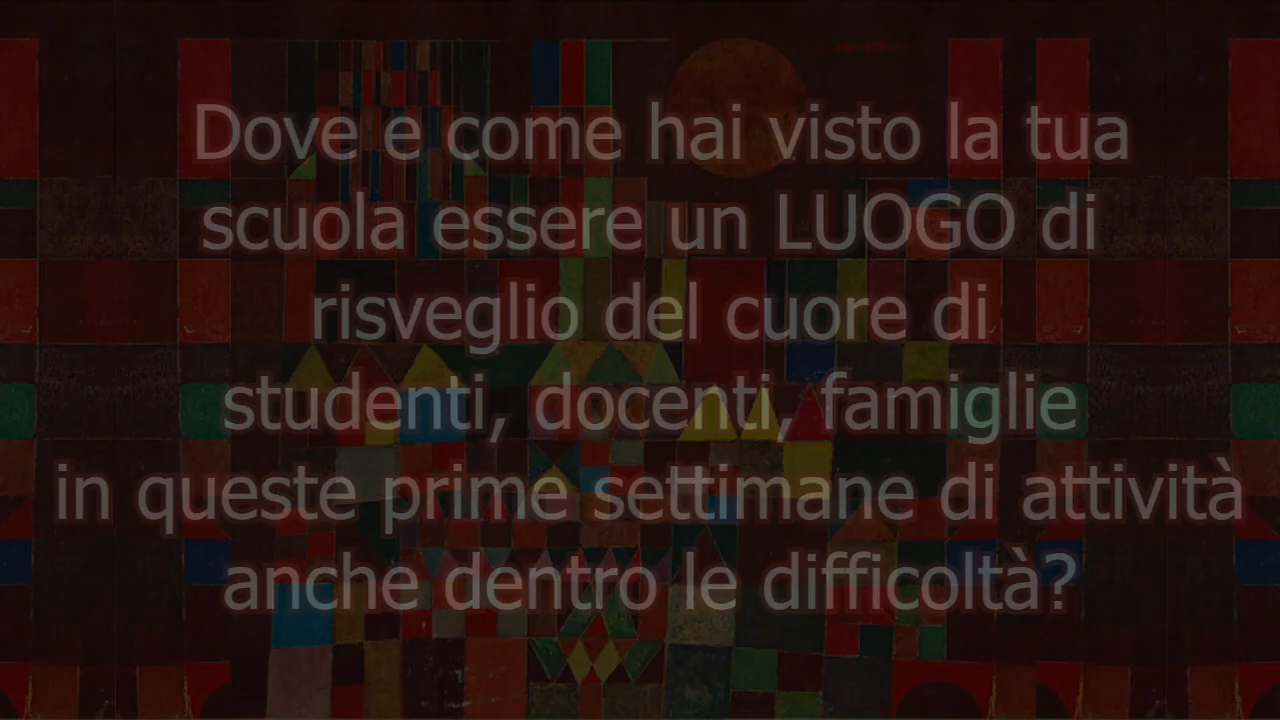 Dove e come hai visto la tua
scuola essere un LUOGO di
risveglio del cuore di
studenti, docenti, famiglie
in queste prime settimane di attività
anche dentro le difficoltà?